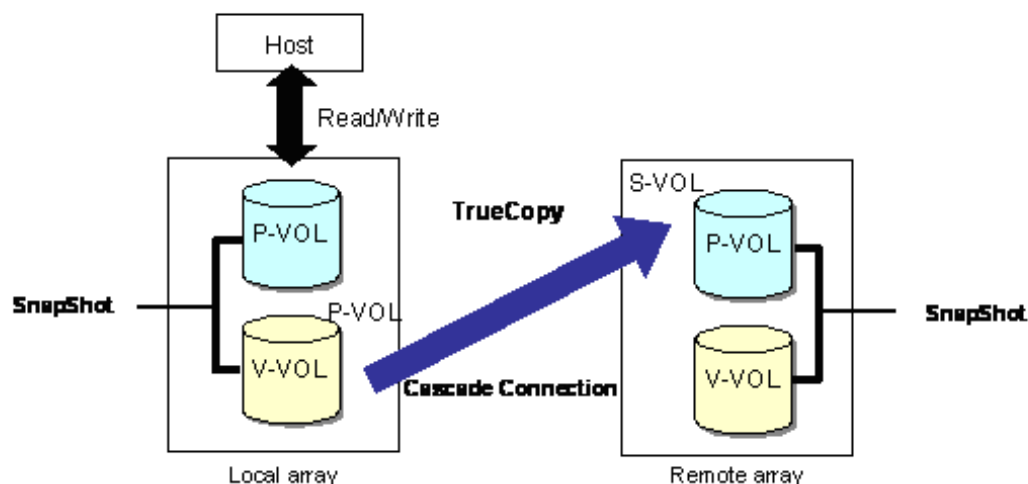 Host
Read/Write
S-VOL
TrueCopy
P-VOL
P-VOL
SnapShot
P-VOL
SnapShot
V-VOL
V-VOL
Cascade Connection
Local array
Remote array